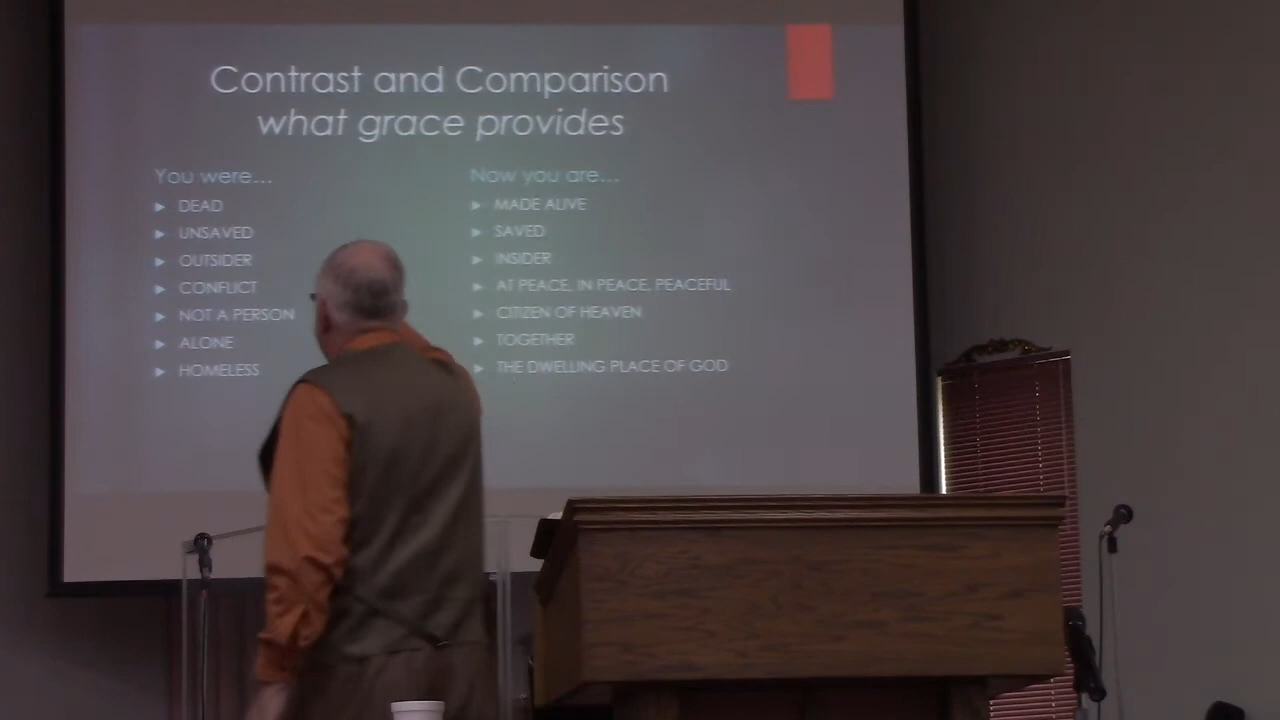 Contrast and Comparison
what grace provides
You were...
DEAD
UNSAVED
OUTSIDER
CONFLICT
NOT A PERSON
ALONE
HOMELESS
Now you are...
MADE ALIVE
SAVED
INSIDER
AT PEACE, IN PEACE, PEACEFUL
CITIZEN OF HEAVEN
TOGETHER
THE DWELLING PLACE OF GOD